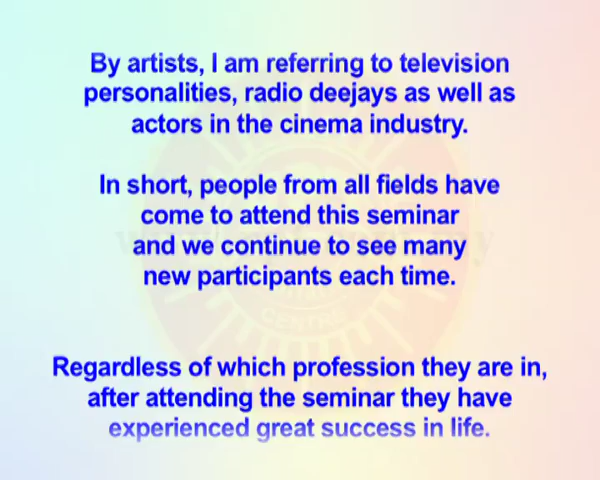 By artists, I am referring to television
personalities, radio deejays as well as
actors in the cinema industry.
In short, people from all fields have
come to attend this seminar
and we continue to see many
new participants each time.
Regardless of which profession they are in,
after attending the seminar they have
experienced great success in life.
CENTRE